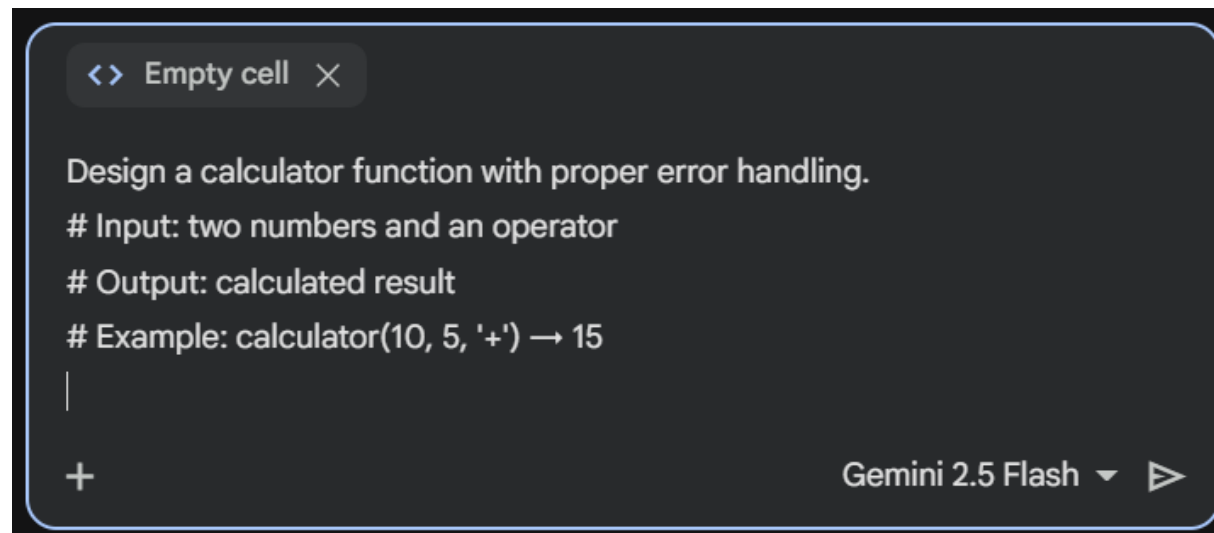 Empty cell
Design a calculator function with proper error handling.
# Input: two numbers and an operator
# Output: calculated result
# Example: calculator(10, 5, '+') → 15
Gemini 2.5 Flash